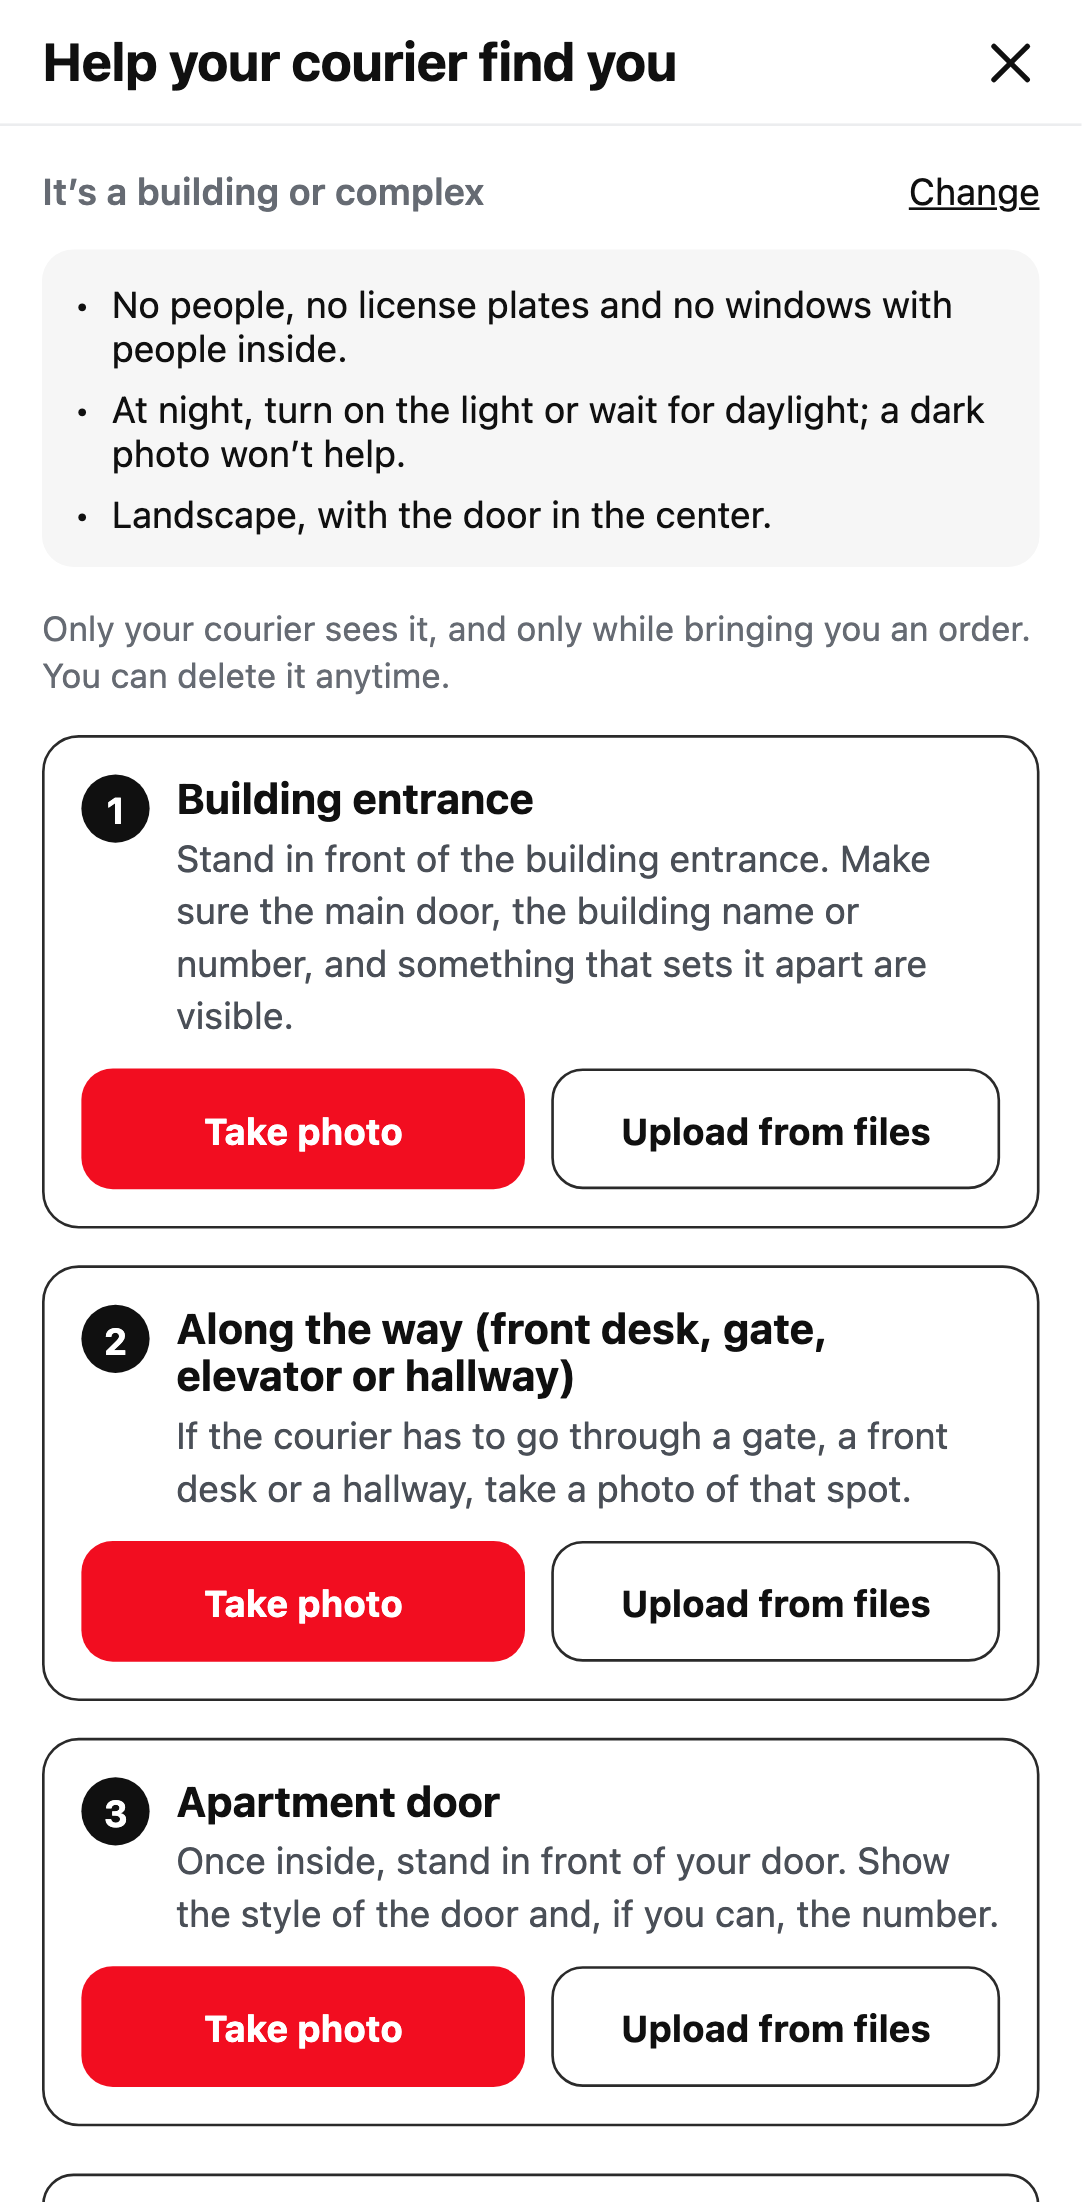 Help your courier find you
It’s a building or complex
Change
• No people, no license plates and no windows with
people inside.
• At night, turn on the light or wait for daylight; a dark
photo won’t help.
• Landscape, with the door in the center.
Only your courier sees it, and only while bringing you an order.
You can delete it anytime.
1
Building entrance
Stand in front of the building entrance. Make
sure the main door, the building name or
number, and something that sets it apart are
visible.
Take photo
Upload from files
2
Along the way (front desk, gate,
elevator or hallway)
If the courier has to go through a gate, a front
desk or a hallway, take a photo of that spot.
Take photo
Upload from files
3
Apartment door
Once inside, stand in front of your door. Show
the style of the door and, if you can, the number.
Take photo
Upload from files